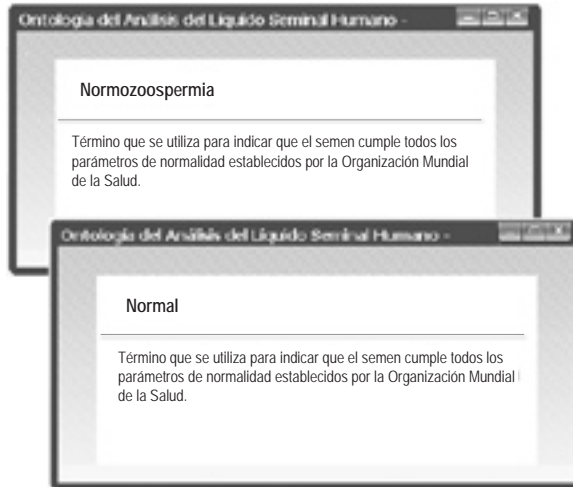 Ontología del Análisis del Líquido Seminal Humano -
Normozoospermia
Término que se utiliza para indicar que el semen cumple todos los
parámetros de normalidad establecidos por la Organización Mundial
de la Salud.
Ontología del Análisis del Líquido Seminal Humano -
Normal
Término que se utiliza para indicar que el semen cumple todos los
parámetros de normalidad establecidos por la Organización Mundial
de la Salud.